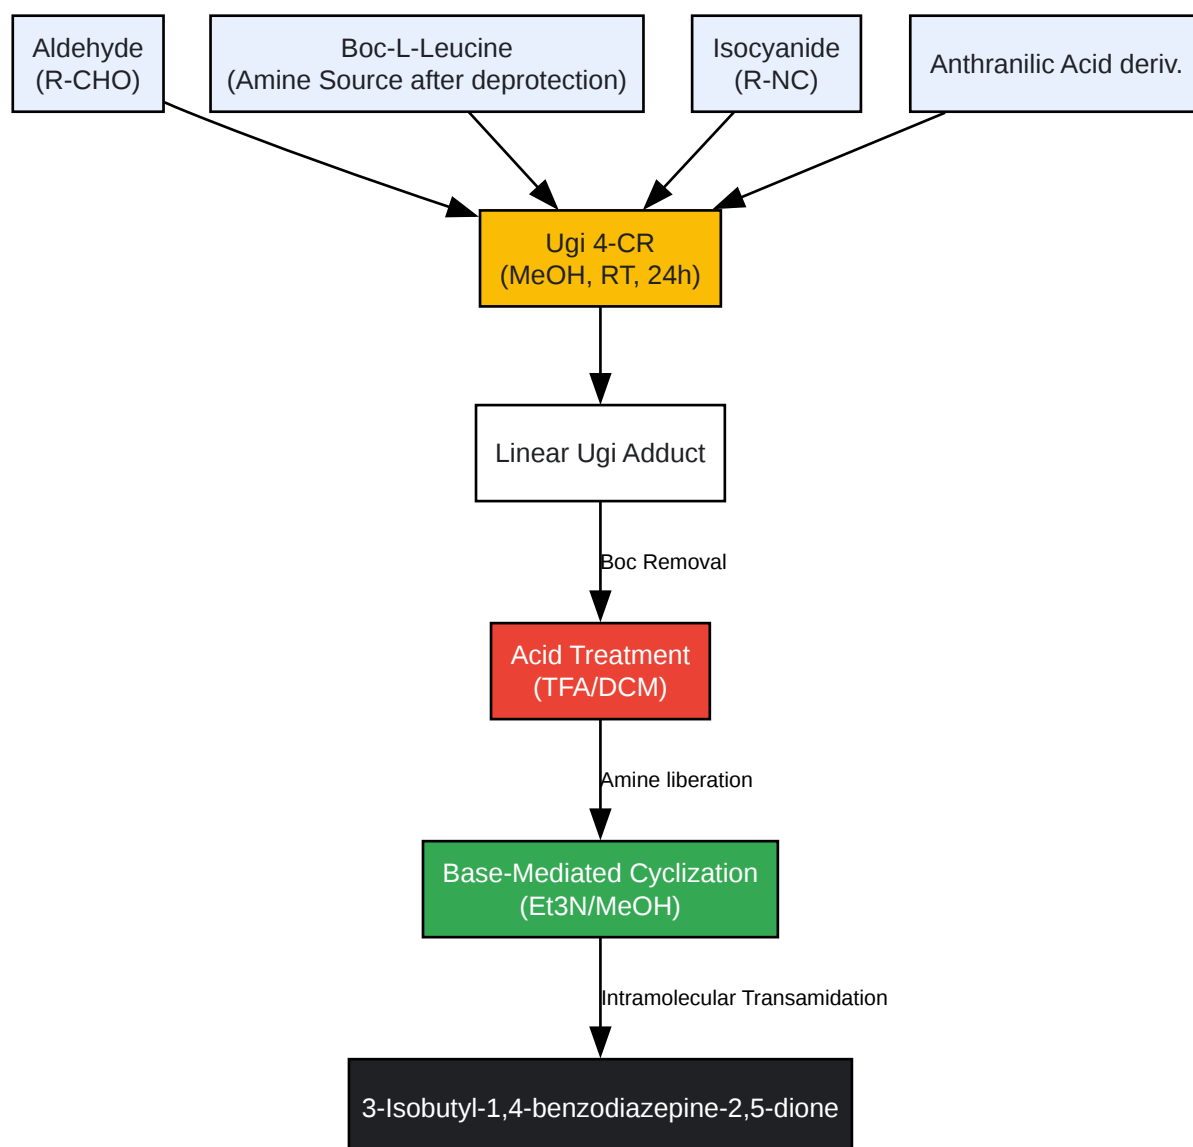 Aldehyde
(R-CHO)
Boc-L-Leucine
(Amine Source after deprotection)
Isocyanide
(R-NC)
Anthranilic Acid deriv.
Ugi 4-CR
(MeOH, RT, 24h)
Linear Ugi Adduct
Boc Removal
Acid Treatment
(TFA/DCM)
Amine liberation
Base-Mediated Cyclization
(Et3N/MeOH)
Intramolecular Transamidation
3-Isobutyl-1,4-benzodiazepine-2,5-dione